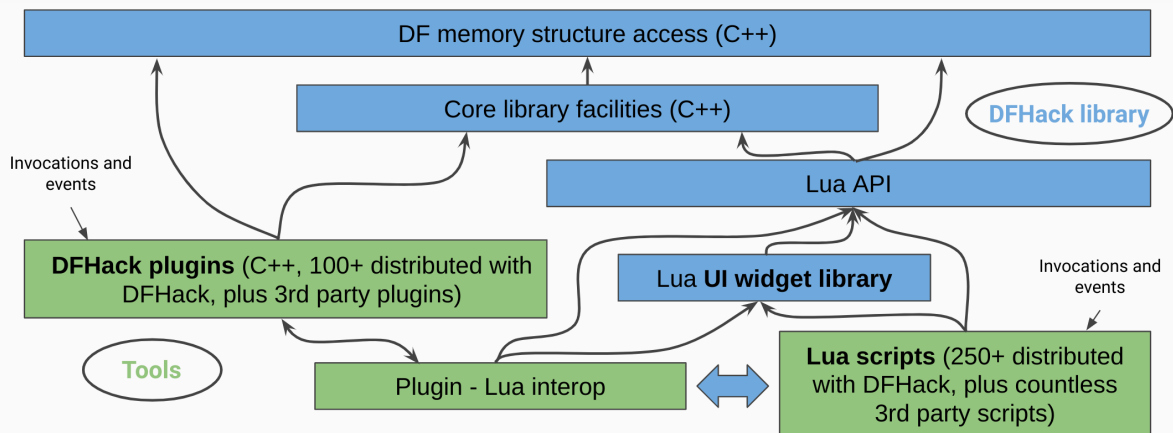 DF memory structure access (C++)
Core library facilities (C++)
DFHack library
Invocations and
events
Lua API
DFHack plugins (C++, 100+ distributed with
DFHack, plus 3rd party plugins)
Lua UI widget library
Invocations and
events
Tools
Plugin - Lua interop
Lua scripts (250+ distributed
with DFHack, plus countless
3rd party scripts)